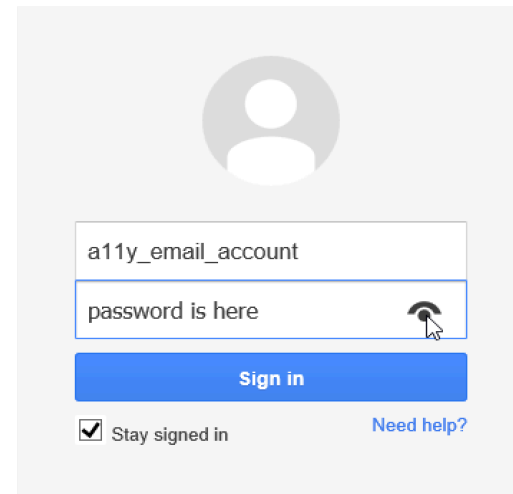 a11y_email_account
password is here
Sign in
Stay signed in
Need help?